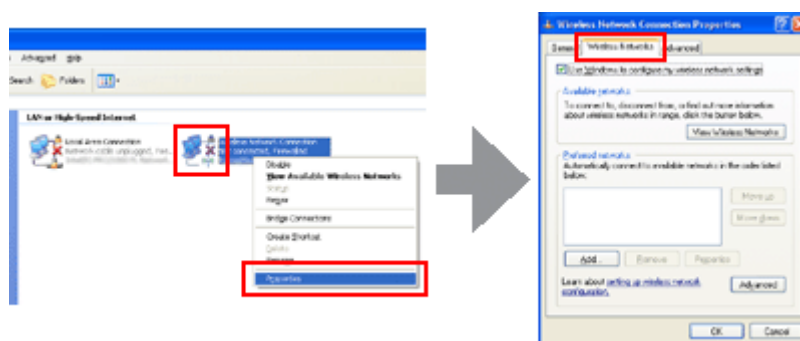 Advanced Help
Search Folders
LAN or High-Speed Internet
Local Area Connection
Network cable unplugged, Fire...
Wireless Network Connection
Disable
View Available Wireless Networks
Status
Repair
Bridge Connections
Create Shortcut
Delete
Rename
Properties
Wireless Network Connection Properties
General Wireless Networks Advanced
Use Windows to configure my wireless network settings
Available networks
To connect to, disconnect from, or find out more information
about wireless networks in range, click the button below.
View Wireless Networks
Preferred networks
Automatically connect to available networks in the order listed
below:
Move up
Move down
Add... Remove Properties
Learn about setting up wireless network
configuration.
Advanced
OK Cancel